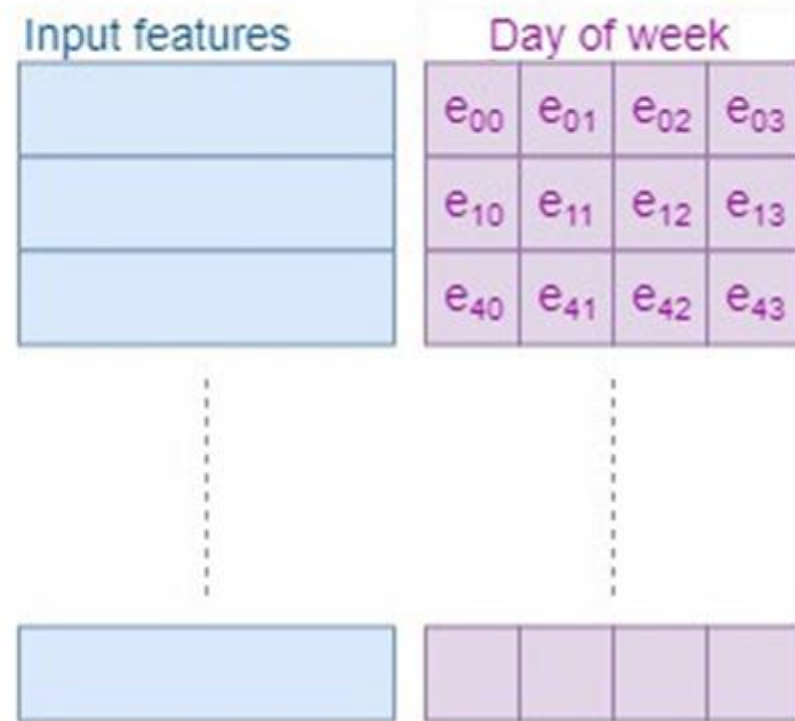 Input features Day of week
e₀₀ e₀₁ e₀₂ e₀₃
e₁₀ e₁₁ e₁₂ e₁₃
e₄₀ e₄₁ e₄₂ e₄₃